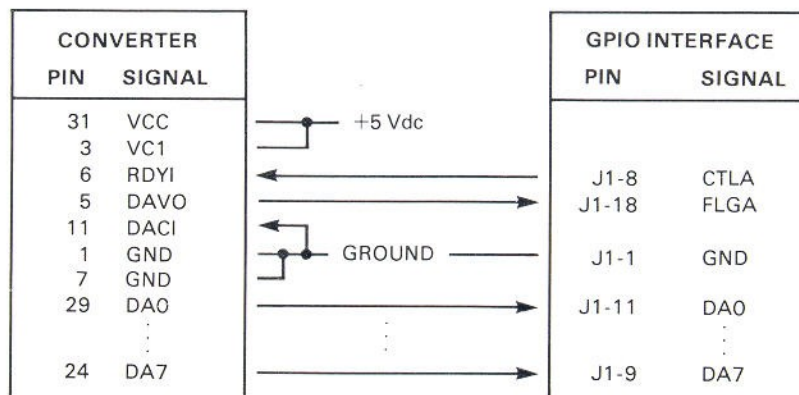 CONVERTER
PIN SIGNAL
31 VCC
3 VC1
6 RDYI
5 DAVO
11 DACI
1 GND
7 GND
29 DA0
24 DA7
+5 Vdc
GROUND
GPIO INTERFACE
PIN SIGNAL
J1-8 CTLA
J1-18 FLGA
J1-1 GND
J1-11 DA0
J1-9 DA7